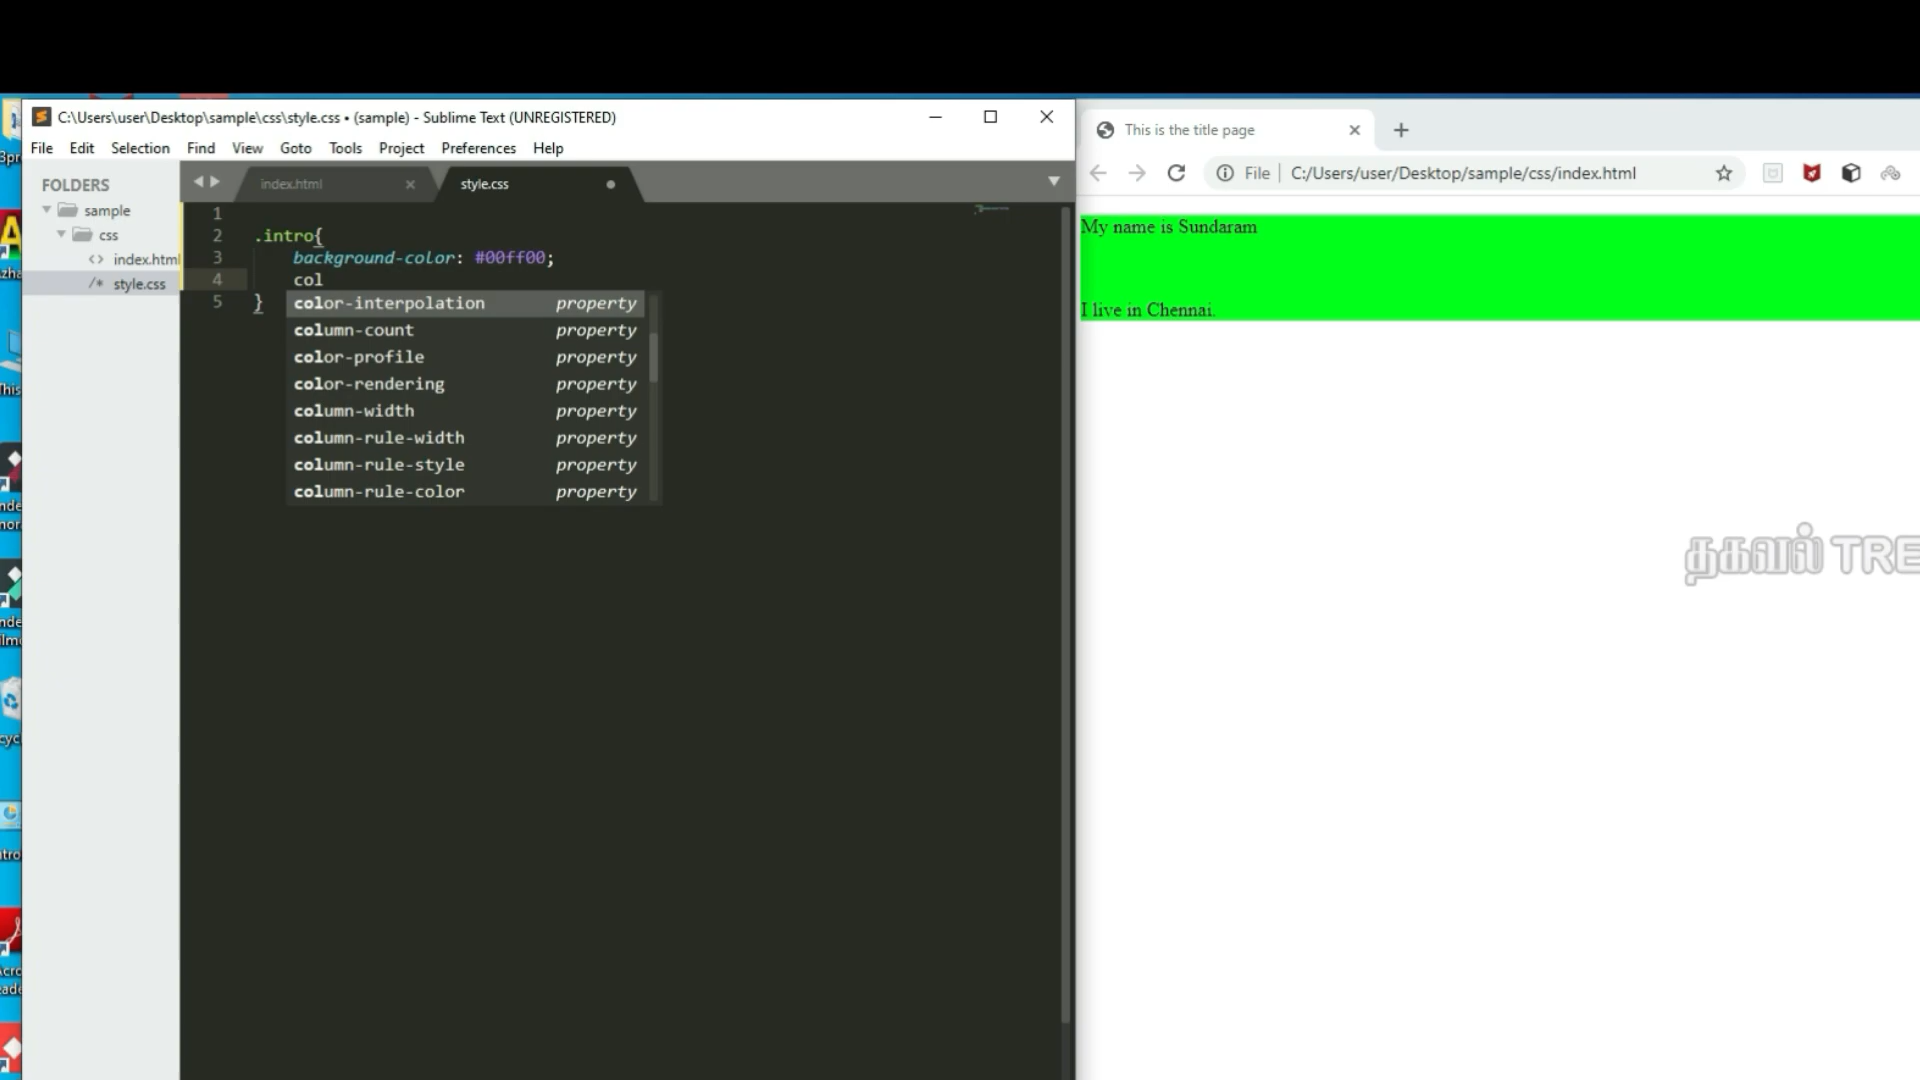 C:\Users\user\Desktop\sample\css\style.css • (sample) - Sublime Text (UNREGISTERED)
File Edit Selection Find View Goto Tools Project Preferences Help
FOLDERS
sample
css
index.html
/* style.css
index.html
style.css
1
2 .intro{
3 background-color: #00ff00;
4 col
5 }
color-interpolation property
column-count property
color-profile property
color-rendering property
column-width property
column-rule-width property
column-rule-style property
column-rule-color property
This is the title page
File C:/Users/user/Desktop/sample/css/index.html
My name is Sundaram
I live in Chennai.
தகவல் TRE